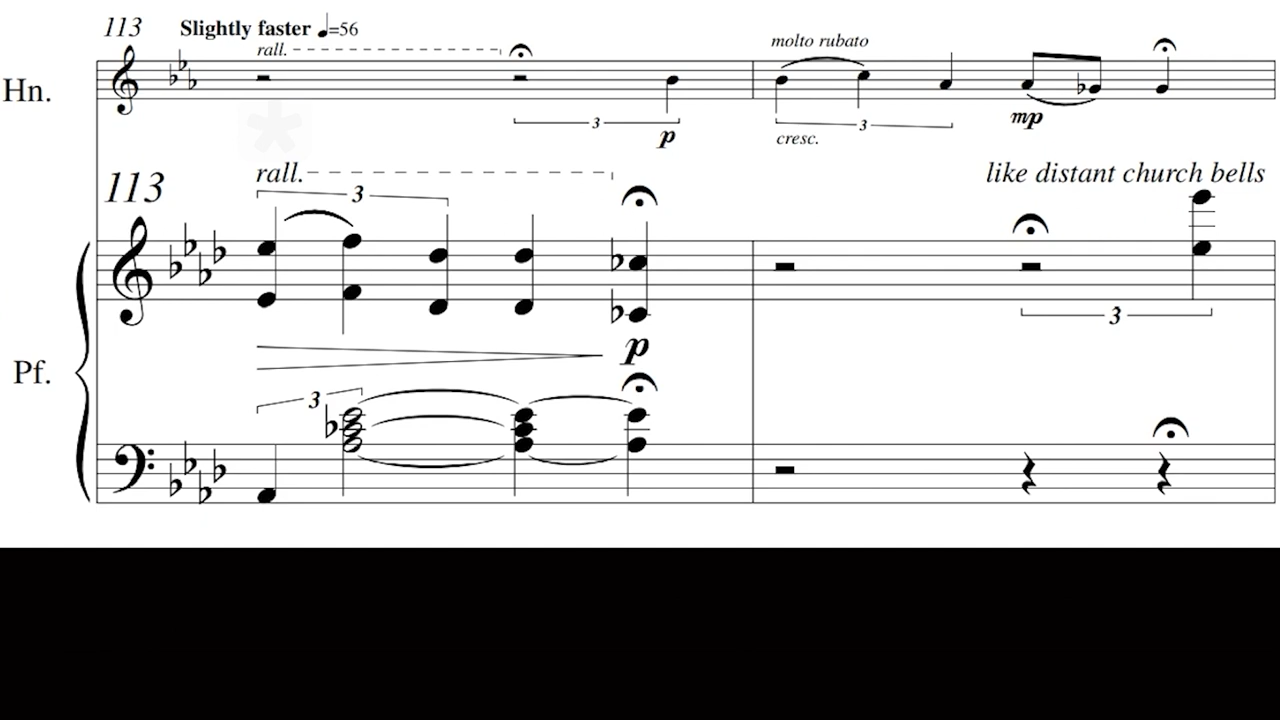 113 Slightly faster ♩=56
rall.
molto rubato
Hn.
3
p
cresc.
3
mp
113
rall.
like distant church bells
3
Pf.
p
3
3